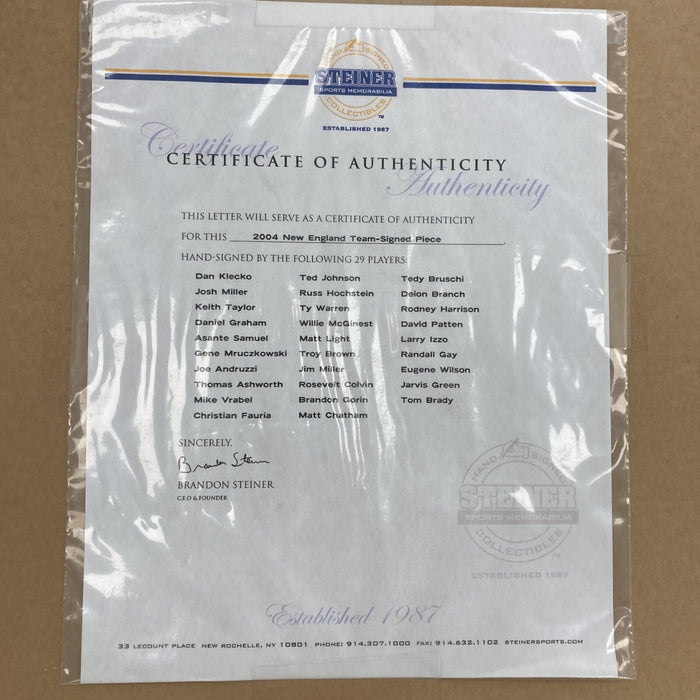 HAND SIGNED
STEINER
SPORTS MEMORABILIA
COLLECTIBLES
TM
ESTABLISHED 1987
Certificate
CERTIFICATE OF AUTHENTICITY
Authenticity
THIS LETTER WILL SERVE AS A CERTIFICATE OF AUTHENTICITY
FOR THIS 2004 New England Team-Signed Piece
HAND-SIGNED BY THE FOLLOWING 29 PLAYERS:
Dan Klecko Ted Johnson Tedy Bruschi
Josh Miller Russ Hochstein Deion Branch
Keith Taylor Ty Warren Rodney Harrison
Daniel Graham Willie McGinest David Patten
Asante Samuel Matt Light Larry Izzo
Gene Mruczkowski Troy Brown Randall Gay
Joe Andruzzi Jim Miller Eugene Wilson
Thomas Ashworth Rosevelt Colvin Jarvis Green
Mike Vrabel Brandon Gorin Tom Brady
Christian Fauria Matt Chatham
SINCERELY,
Brandon Steiner
BRANDON STEINER
C.E.O & FOUNDER
HAND SIGNED
STEINER
SPORTS MEMORABILIA
COLLECTIBLES
TM
ESTABLISHED 1987
Established 1987
33 LECOUNT PLACE NEW ROCHELLE, NY 10801 PHONE: 914.307.1000 FAX: 914.632.1102 STEINERSPORTS.COM